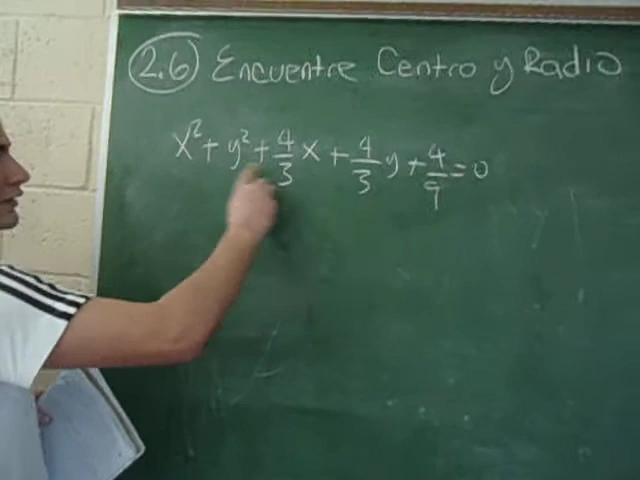 2.6 Encuentre Centro y Radio
x² + y² + 4/3 x + 4/3 y + 4/9 = 0